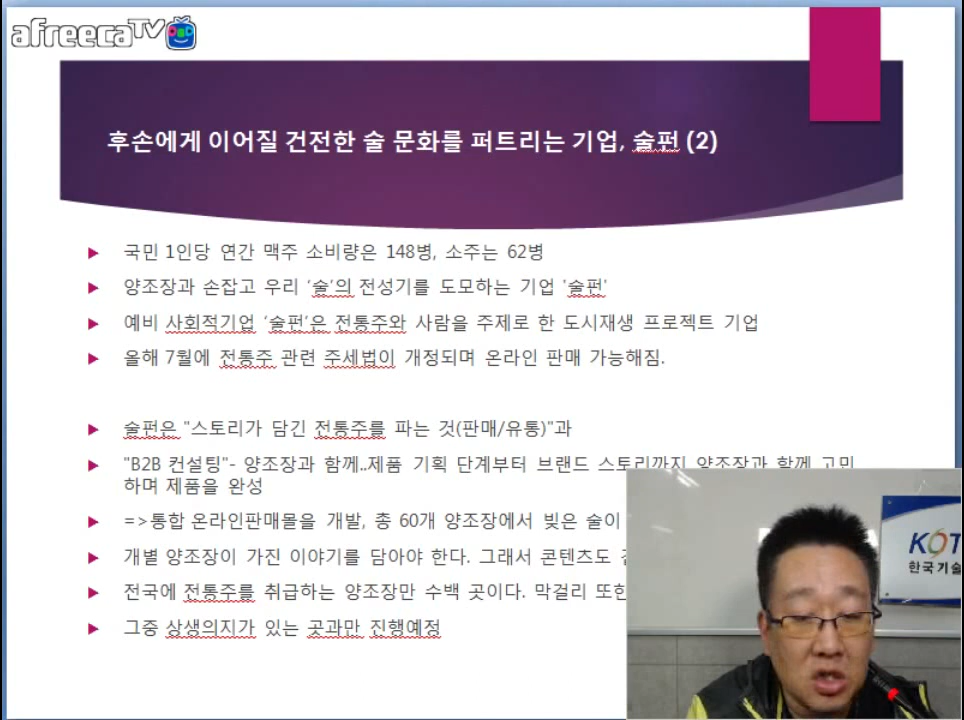 afreecaTV
후손에게 이어질 건전한 술 문화를 퍼트리는 기업, 술펀 (2)
국민 1인당 연간 맥주 소비량은 148병, 소주는 62병
양조장과 손잡고 우리 ‘술’의 전성기를 도모하는 기업 '술펀'
예비 사회적기업 ‘술펀’은 전통주와 사람을 주제로 한 도시재생 프로젝트 기업
올해 7월에 전통주 관련 주세법이 개정되며 온라인 판매 가능해짐.
술펀은 "스토리가 담긴 전통주를 파는 것(판매/유통)"과
"B2B 컨설팅"- 양조장과 함께..제품 기획 단계부터 브랜드 스토리까지 양조장과 함께 고민
하며 제품을 완성
=>통합 온라인판매몰을 개발, 총 60개 양조장에서 빚은 술이
개별 양조장이 가진 이야기를 담아야 한다. 그래서 콘텐츠도
전국에 전통주를 취급하는 양조장만 수백 곳이다. 막걸리 또한
그중 상생의지가 있는 곳과만 진행예정
KOT
한국기술